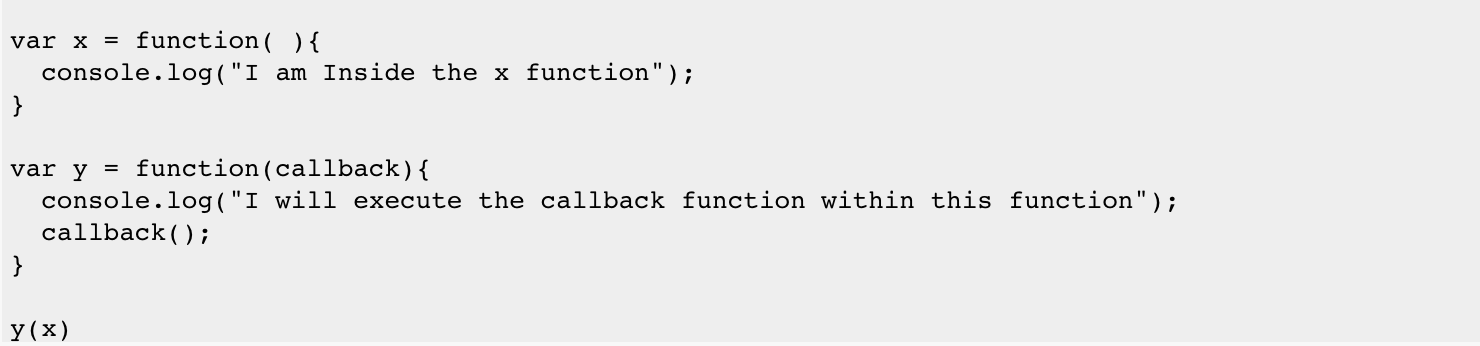 var x = function( ){
  console.log("I am Inside the x function");
}

var y = function(callback){
  console.log("I will execute the callback function within this function");
  callback();
}

y(x)